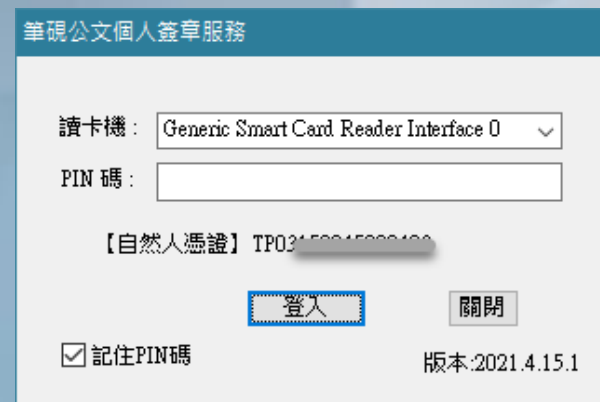 筆硯公文個人簽章服務
讀卡機： Generic Smart Card Reader Interface 0
PIN 碼：
【自然人憑證】 TP03
登入 關閉
記住PIN碼
版本:2021.4.15.1